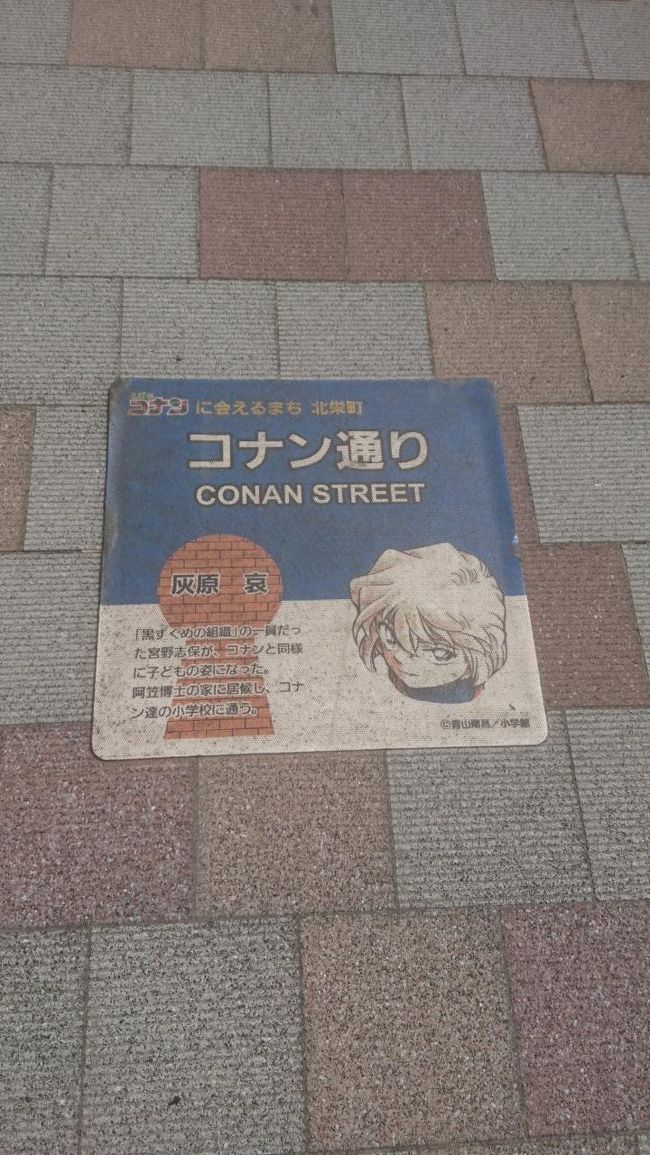 コナン に会えるまち 北栄町
コナン通り
CONAN STREET
灰原 哀
「黒ずくめの組織」の一員だっ
た宮野志保が、コナンと同様
に子どもの姿になった。
阿笠博士の家に居候し、コナ
ン達の小学校に通う。
©青山剛昌／小学館